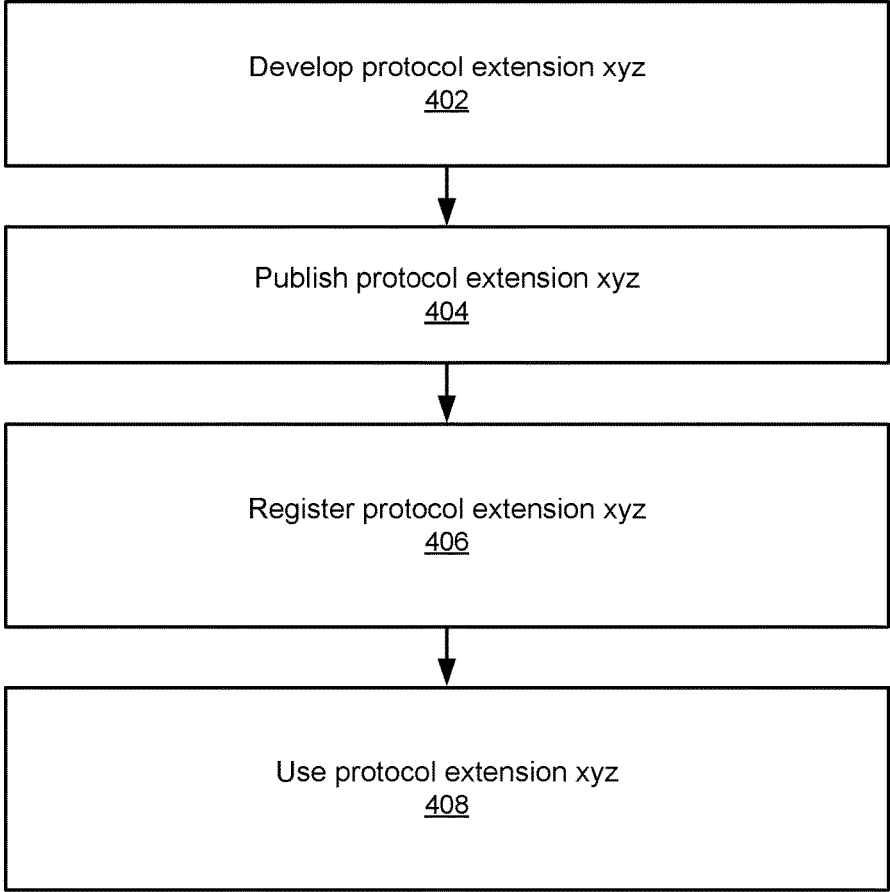 Develop protocol extension xyz
402
Publish protocol extension xyz
404
Register protocol extension xyz
406
Use protocol extension xyz
408